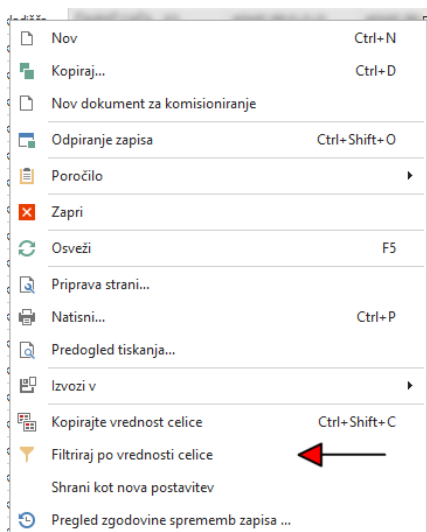 Nov Ctrl+N
Kopiraj... Ctrl+D
Nov dokument za komisioniranje
Odpiranje zapisa Ctrl+Shift+O
Poročilo
Zapri
Osveži F5
Priprava strani...
Natisni... Ctrl+P
Predogled tiskanja...
Izvozi v
Kopirajte vrednost celice Ctrl+Shift+C
Filtriraj po vrednosti celice
Shrani kot nova postavitev
Pregled zgodovine sprememb zapisa ...